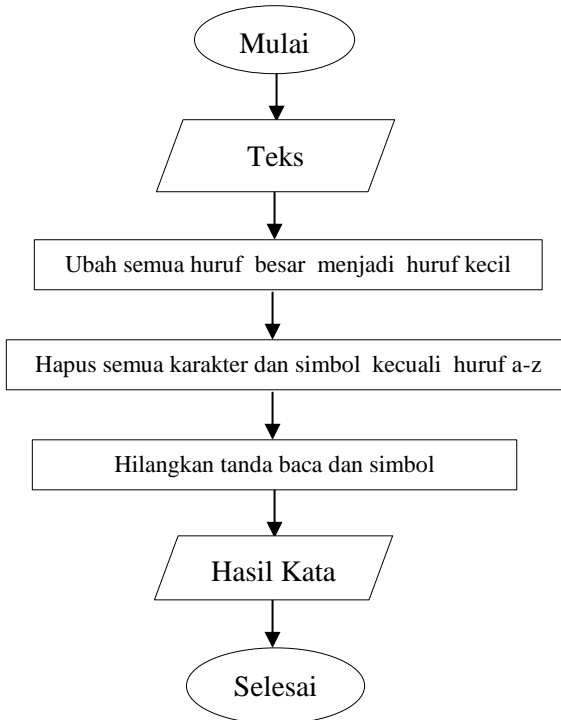 Mulai
Teks
Ubah semua huruf besar menjadi huruf kecil
Hapus semua karakter dan simbol kecuali huruf a-z
Hilangkan tanda baca dan simbol
Hasil Kata
Selesai